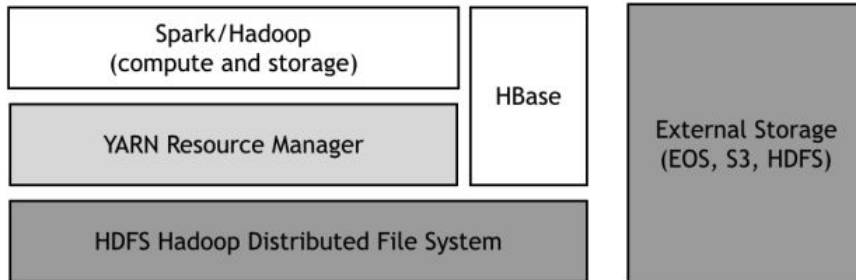 Spark/Hadoop
(compute and storage)
HBase
YARN Resource Manager
External Storage
(EOS, S3, HDFS)
HDFS Hadoop Distributed File System